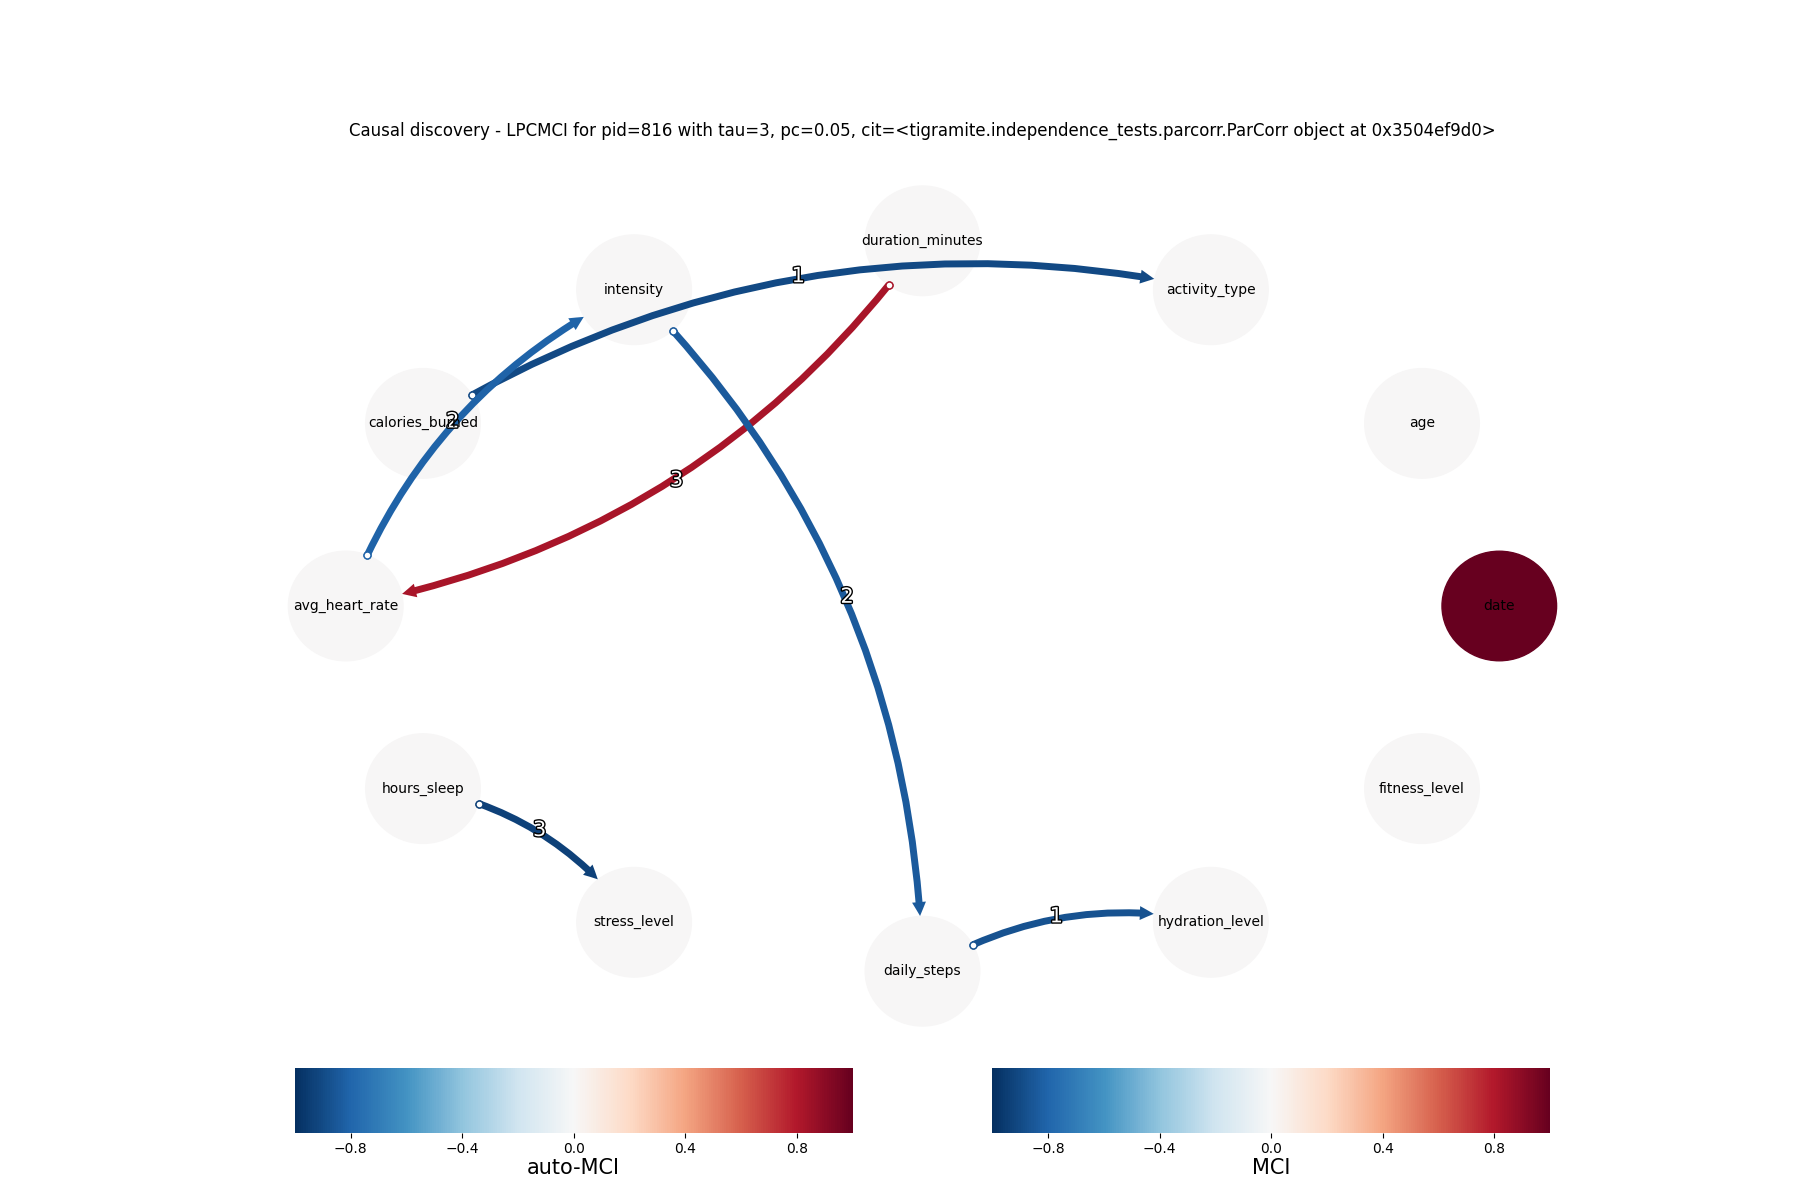 Causal discovery - LPCMCI for pid=816 with tau=3, pc=0.05, cit=<tigramite.independence_tests.parcorr.ParCorr object at 0x3504ef9d0>
duration_minutes
intensity
activity_type
1
calories_burned
2
age
3
avg_heart_rate
date
2
hours_sleep
fitness_level
3
stress_level
hydration_level
1
daily_steps
−0.8 −0.4 0.0 0.4 0.8
auto-MCI
−0.8 −0.4 0.0 0.4 0.8
MCI